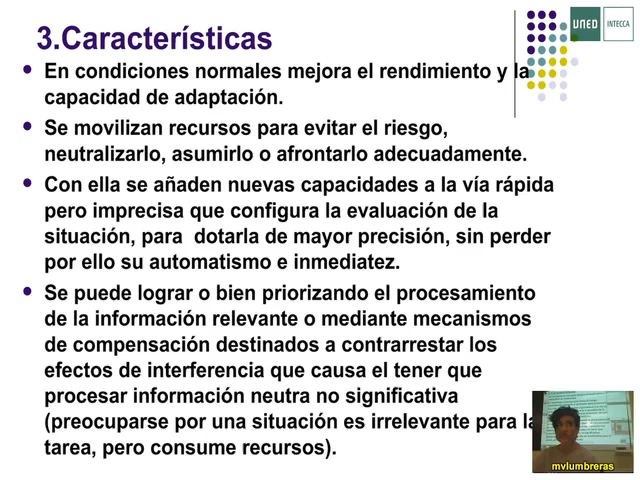 UNED INTECCA
3.Características
En condiciones normales mejora el rendimiento y la
capacidad de adaptación.
Se movilizan recursos para evitar el riesgo,
neutralizarlo, asumirlo o afrontarlo adecuadamente.
Con ella se añaden nuevas capacidades a la vía rápida
pero imprecisa que configura la evaluación de la
situación, para  dotarla de mayor precisión, sin perder
por ello su automatismo e inmediatez.
Se puede lograr o bien priorizando el procesamiento
de la información relevante o mediante mecanismos
de compensación destinados a contrarrestar los
efectos de interferencia que causa el tener que
procesar información neutra no significativa
(preocuparse por una situación es irrelevante para la
tarea, pero consume recursos).
mvlumbreras